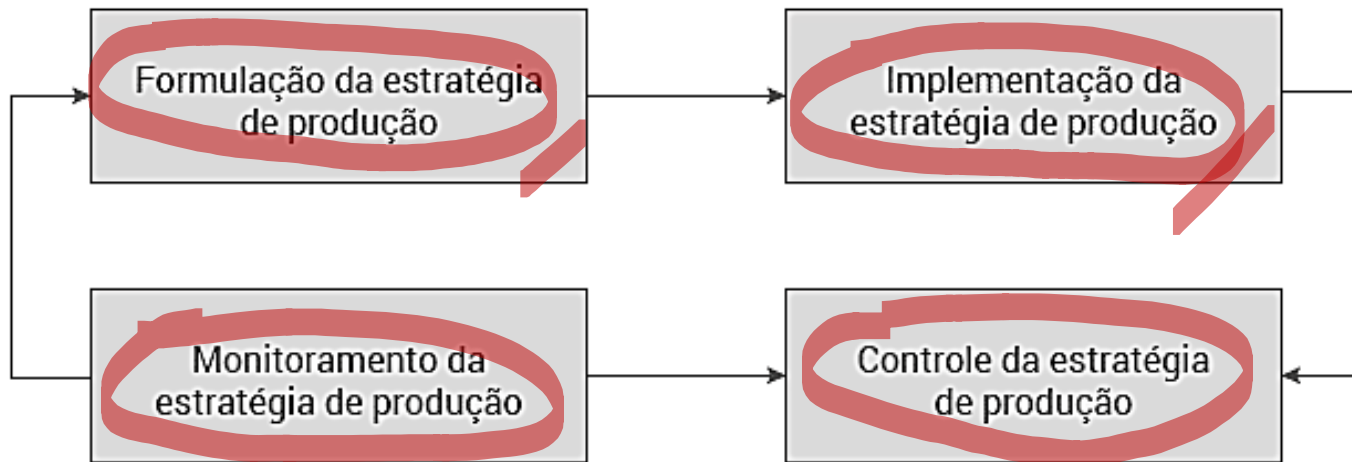 Formulação da estratégia
de produção
Implementação da
estratégia de produção
Monitoramento da
estratégia de produção
Controle da estratégia
de produção